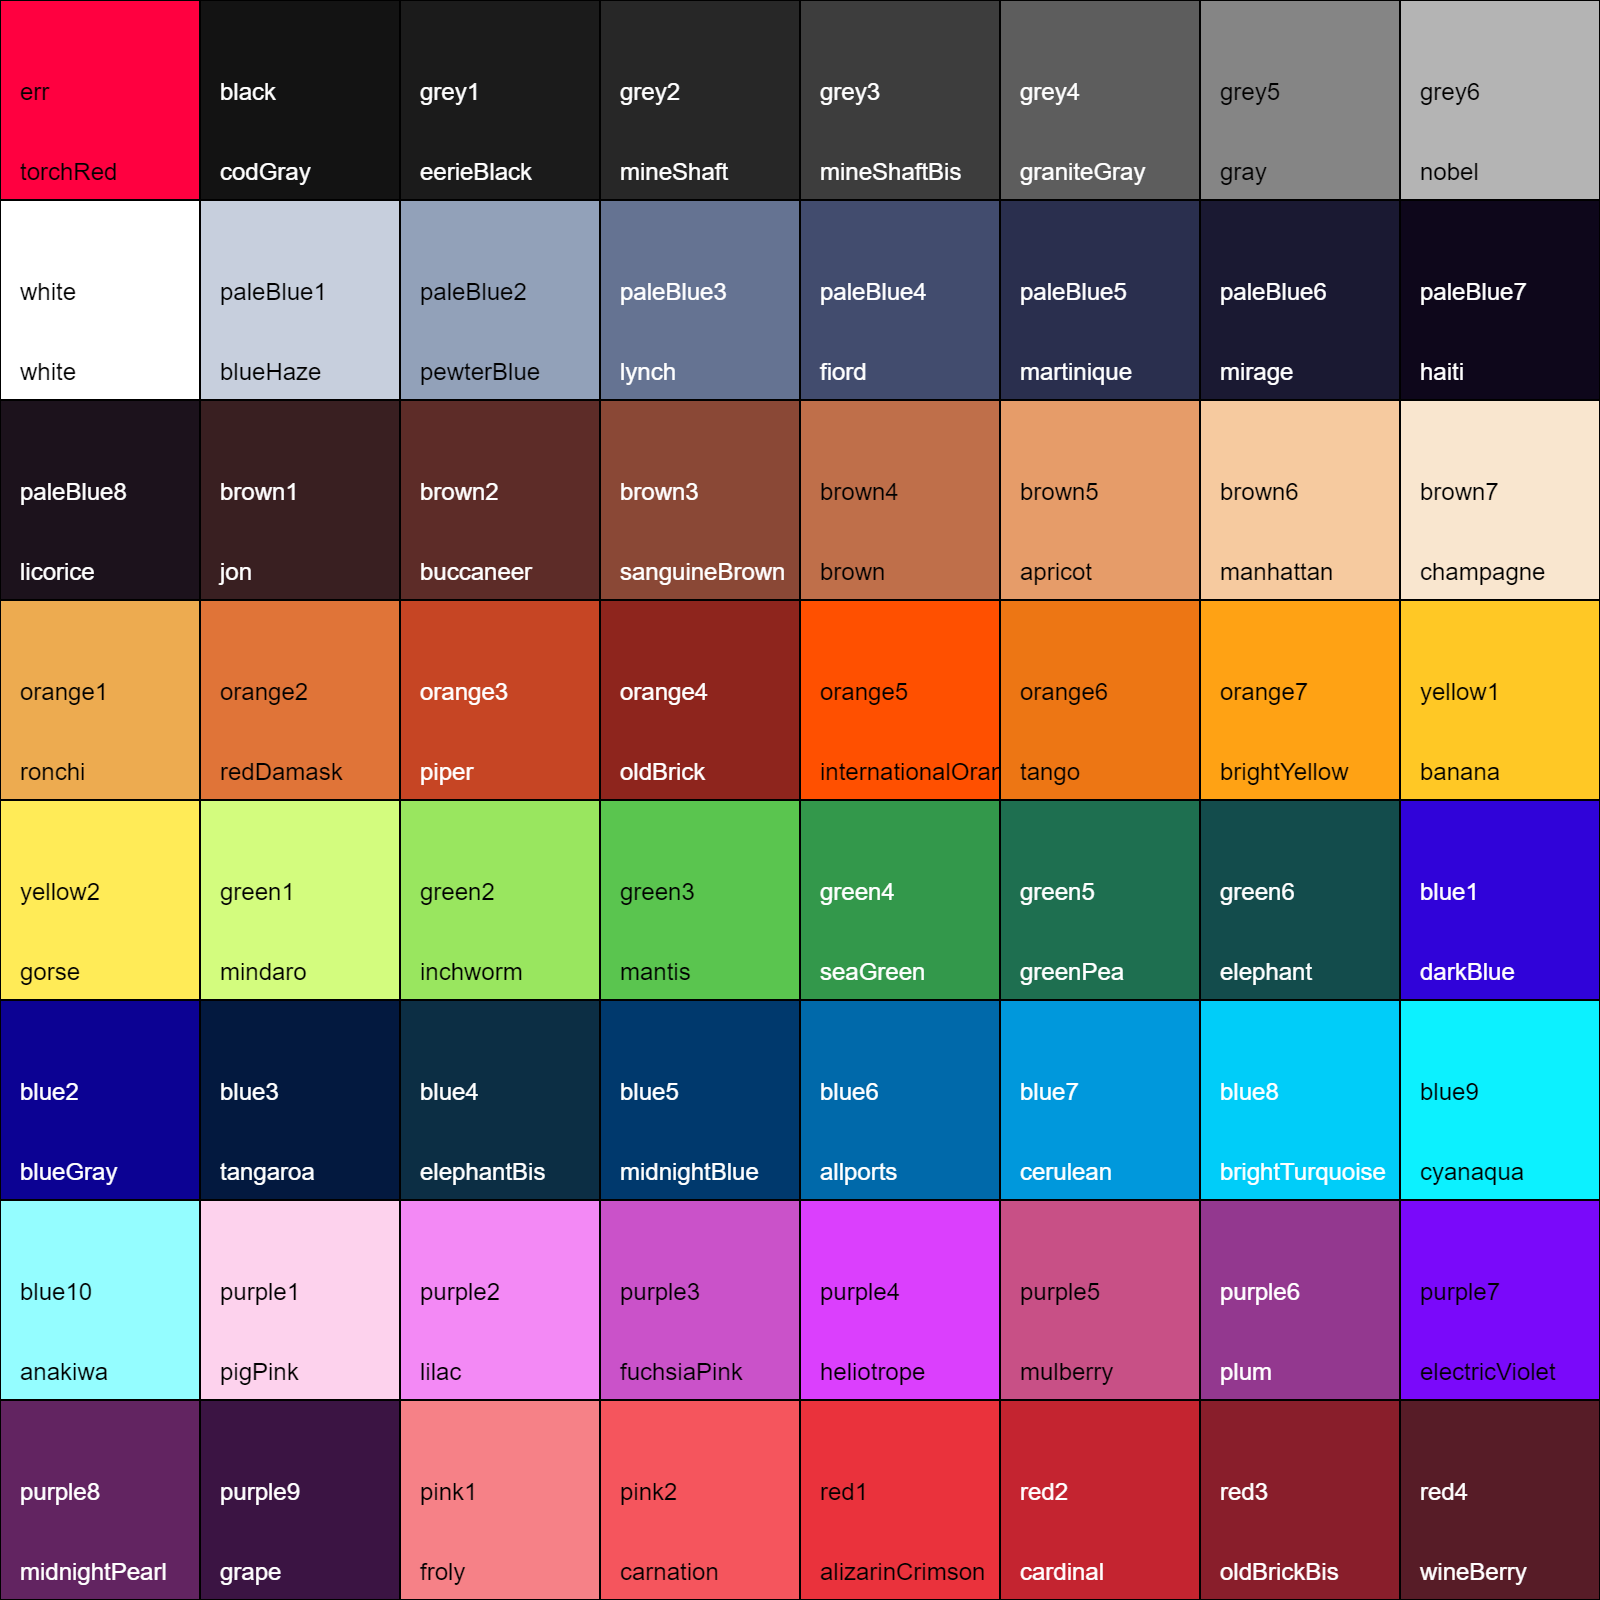 err black grey1 grey2 grey3 grey4 grey5 grey6
torchRed codGray eerieBlack mineShaft mineShaftBis graniteGray gray nobel
white paleBlue1 paleBlue2 paleBlue3 paleBlue4 paleBlue5 paleBlue6 paleBlue7
white blueHaze pewterBlue lynch fiord martinique mirage haiti
paleBlue8 brown1 brown2 brown3 brown4 brown5 brown6 brown7
licorice jon buccaneer sanguineBrown brown apricot manhattan champagne
orange1 orange2 orange3 orange4 orange5 orange6 orange7 yellow1
ronchi redDamask piper oldBrick internationalOran tango brightYellow banana
yellow2 green1 green2 green3 green4 green5 green6 blue1
gorse mindaro inchworm mantis seaGreen greenPea elephant darkBlue
blue2 blue3 blue4 blue5 blue6 blue7 blue8 blue9
blueGray tangaroa elephantBis midnightBlue allports cerulean brightTurquoise cyanaqua
blue10 purple1 purple2 purple3 purple4 purple5 purple6 purple7
anakiwa pigPink lilac fuchsiaPink heliotrope mulberry plum electricViolet
purple8 purple9 pink1 pink2 red1 red2 red3 red4
midnightPearl grape froly carnation alizarinCrimson cardinal oldBrickBis wineBerry